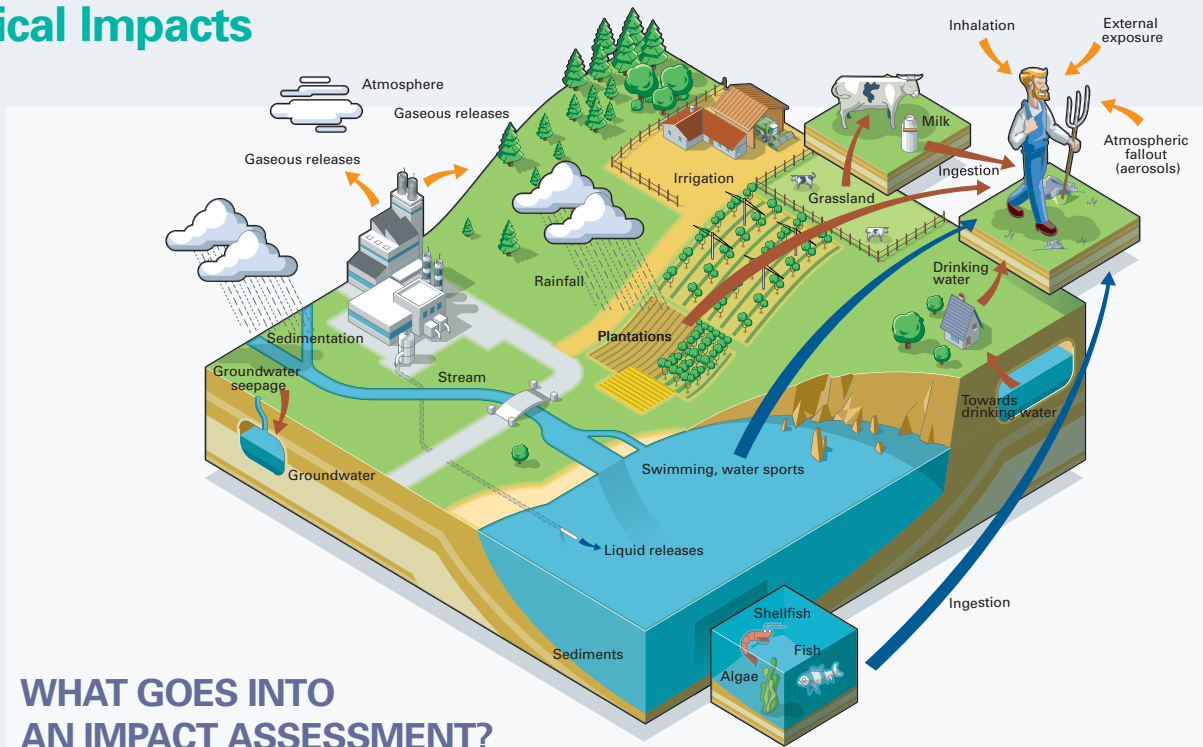 ical Impacts
Inhalation
External
exposure
Atmosphere
Gaseous releases
Milk
Atmospheric
fallout
(aerosols)
Gaseous releases
Ingestion
Irrigation
Grassland
Rainfall
Drinking
water
Sedimentation
Plantations
Groundwater
seepage
Stream
Towards
drinking water
Groundwater
Swimming, water sports
Liquid releases
Ingestion
Shellfish
Sediments
Fish
Algae
WHAT GOES INTO
AN IMPACT ASSESSMENT?